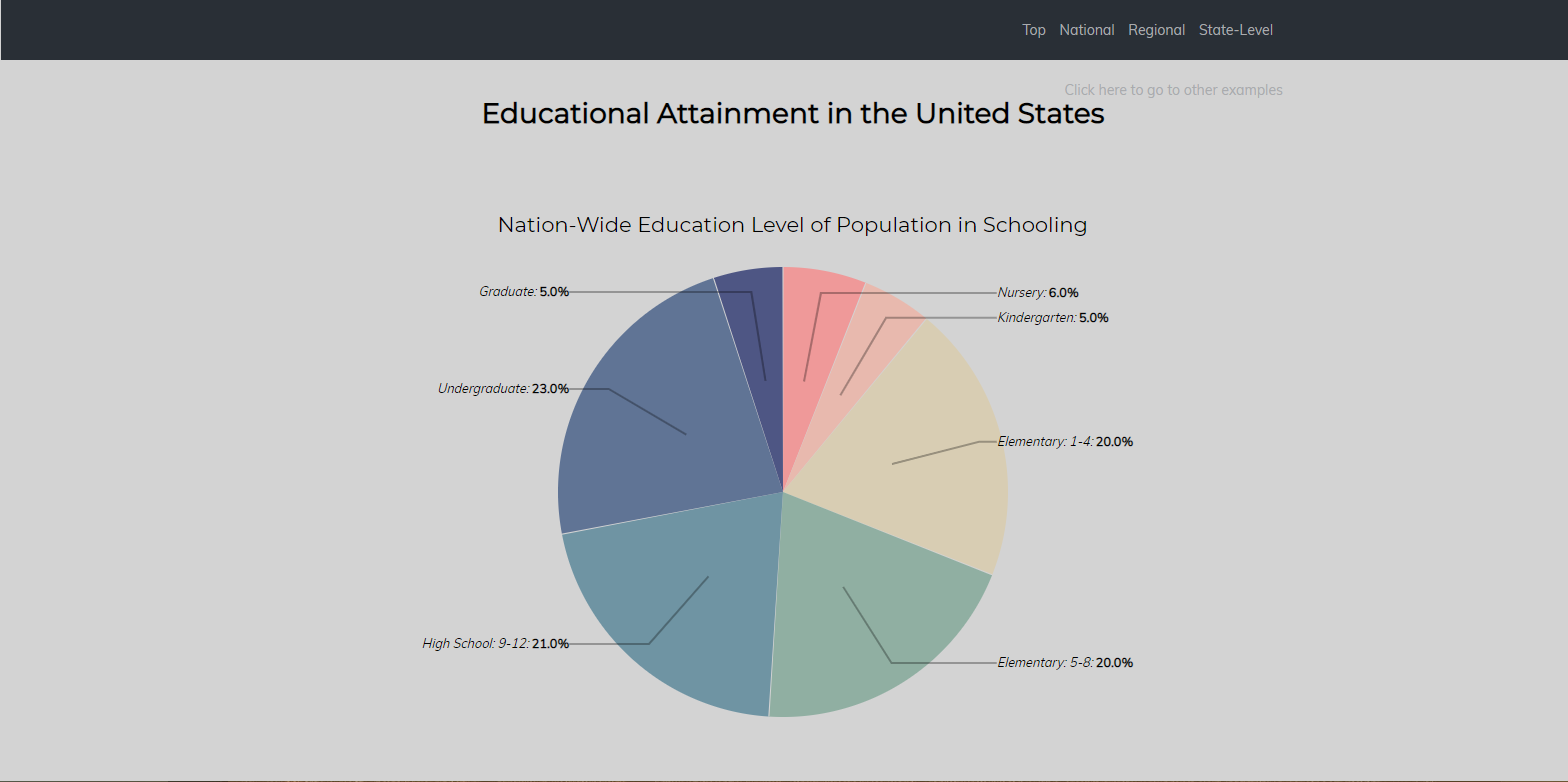 Top National Regional State-Level
Click here to go to other examples
Educational Attainment in the United States
Nation-Wide Education Level of Population in Schooling
Graduate: 5.0%
Nursery: 6.0%
Kindergarten: 5.0%
Undergraduate: 23.0%
Elementary: 1-4: 20.0%
High School: 9-12: 21.0%
Elementary: 5-8: 20.0%